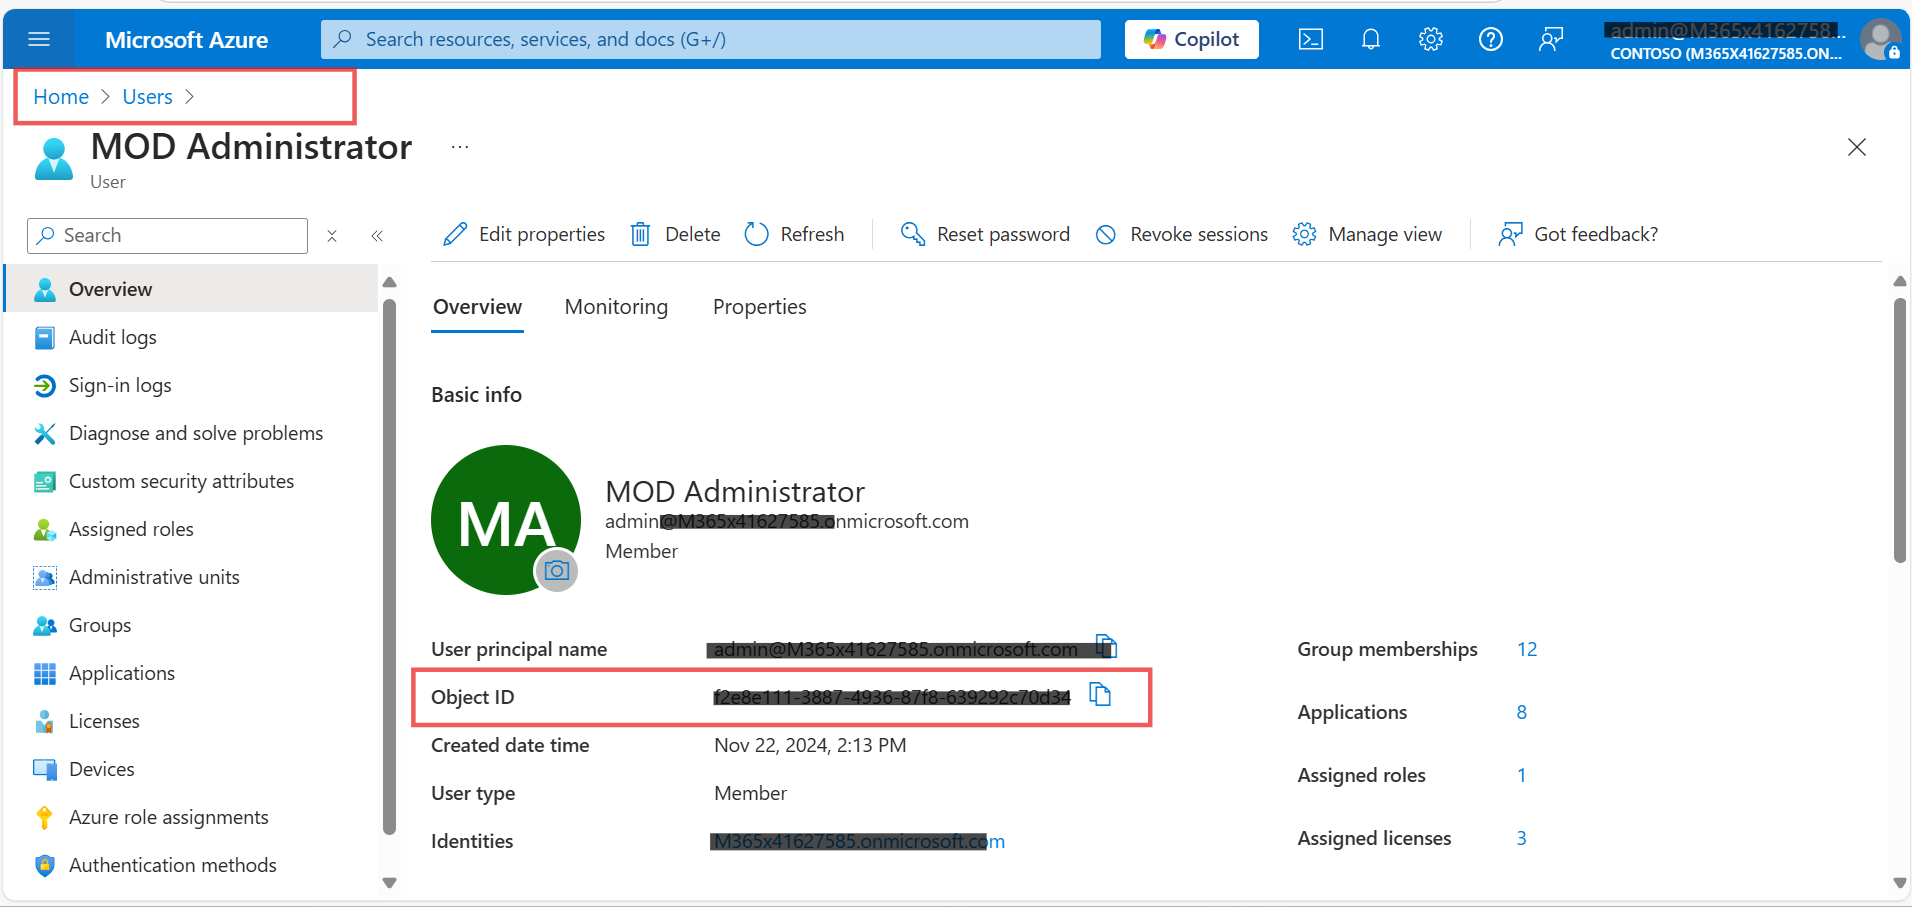 Microsoft Azure
Search resources, services, and docs (G+/)
Copilot
admin@M365x4162758...
CONTOSO (M365X41627585.ON...
Home > Users >
MOD Administrator ...
User
Search
Edit properties
Delete
Refresh
Reset password
Revoke sessions
Manage view
Got feedback?
Overview
Audit logs
Sign-in logs
Diagnose and solve problems
Custom security attributes
Assigned roles
Administrative units
Groups
Applications
Licenses
Devices
Azure role assignments
Authentication methods
Overview Monitoring Properties
Basic info
MA
MOD Administrator
admin@M365x41627585.onmicrosoft.com
Member
User principal name admin@M365x41627585.onmicrosoft.com
Object ID f2e8e111-3887-4936-87f8-639292c70d34
Created date time Nov 22, 2024, 2:13 PM
User type Member
Identities M365x41627585.onmicrosoft.com
Group memberships 12
Applications 8
Assigned roles 1
Assigned licenses 3